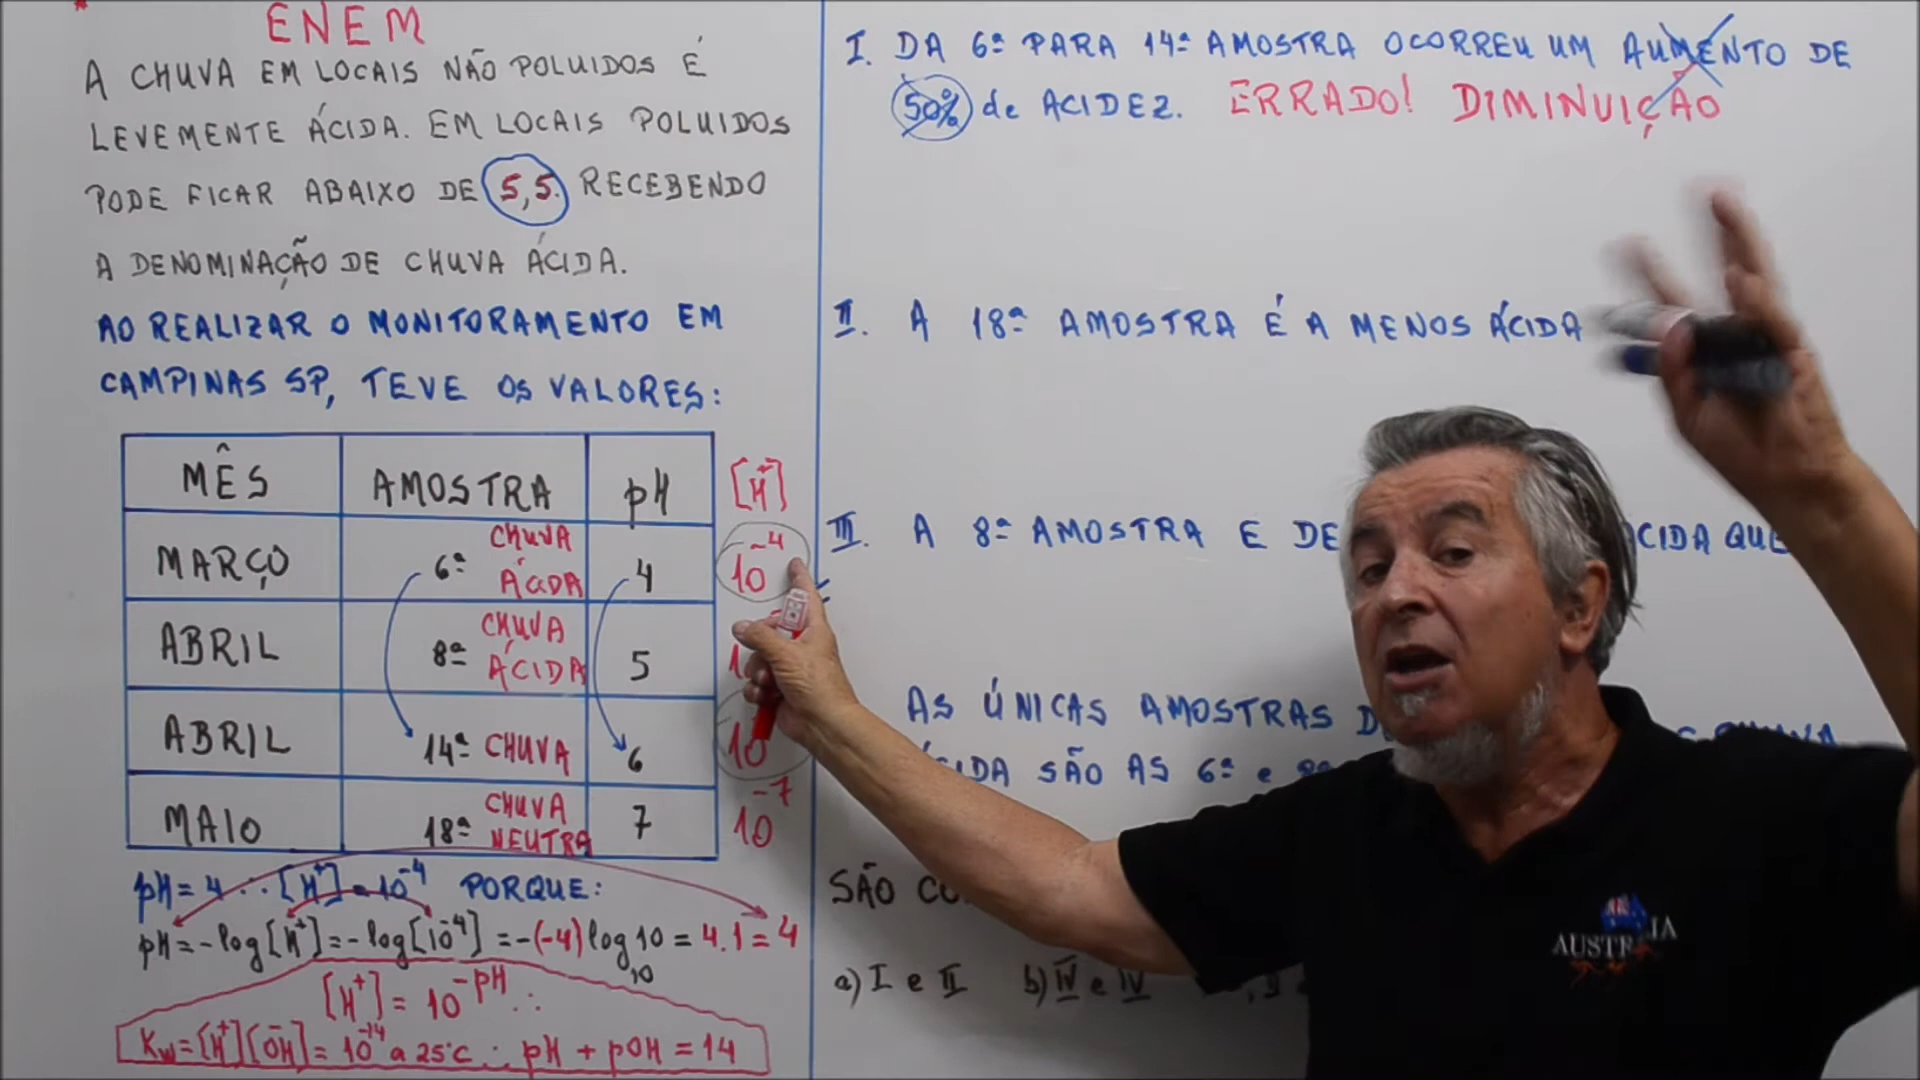 ENEM
A CHUVA EM LOCAIS NÃO POLUIDOS É
LEVEMENTE ÁCIDA. EM LOCAIS POLUIDOS
PODE FICAR ABAIXO DE 5,5. RECEBENDO
A DENOMINAÇÃO DE CHUVA ÁCIDA.
AO REALIZAR O MONITORAMENTO EM
CAMPINAS SP, TEVE OS VALORES:
MÊS AMOSTRA pH [H⁺]
MARÇO 6ª CHUVA ÁCIDA 4 10⁻⁴
ABRIL 8ª CHUVA ÁCIDA 5
ABRIL 14ª CHUVA 6 10
MAIO 18ª CHUVA NEUTRA 7 10⁻⁷
pH = 4 ∴ [H⁺] = 10⁻⁴ PORQUE:
pH = -log[H⁺] = -log[10⁻⁴] = -(-4) log₁₀10 = 4.1 = 4
[H⁺] = 10⁻ᵖᴴ ∴
Kw = [H⁺][OH⁻] = 10⁻¹⁴ a 25°C ∴ pH + pOH = 14
I. DA 6ª PARA 14ª AMOSTRA OCORREU UM AUMENTO DE
50% de ACIDEZ. ERRADO! DIMINUIÇÃO
II. A 18ª AMOSTRA É A MENOS ÁCIDA
III. A 8ª AMOSTRA E DE QUE
AS ÚNICAS AMOSTRAS
SÃO AS 6ª e
SÃO
a) I e II b) IV e IV
AUSTRALIA